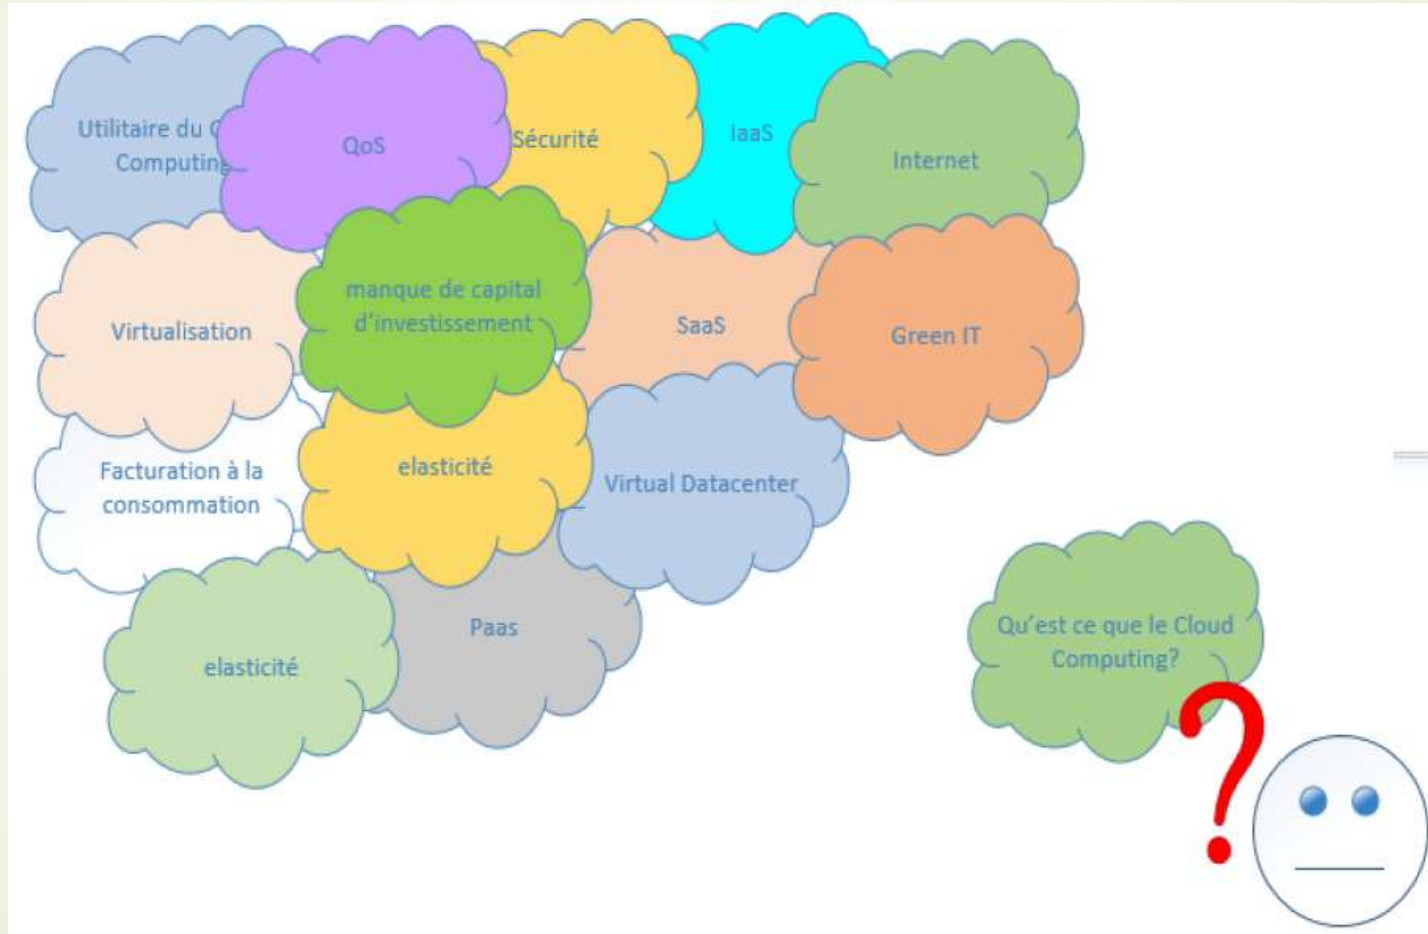 Utilitaire du
Computing
QoS
Sécurité
IaaS
Internet
Virtualisation
manque de capital
d'investissement
SaaS
Green IT
Facturation à la
consommation
elasticité
Virtual Datacenter
elasticité
Paas
Qu'est ce que le Cloud
Computing?
?